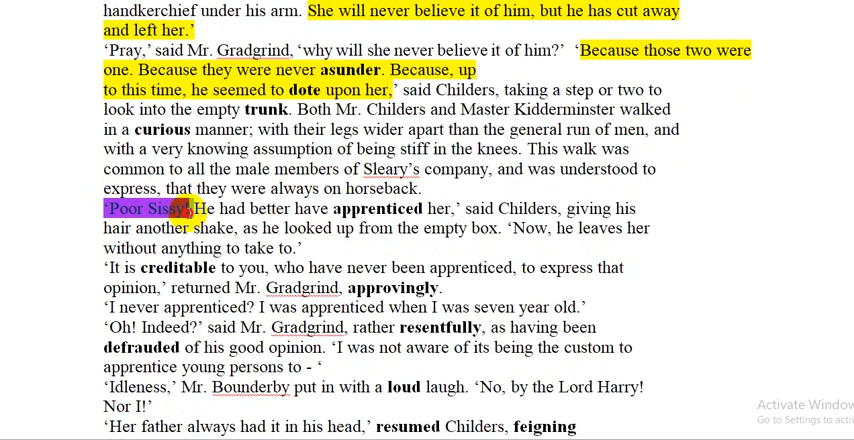 handkerchief under his arm. She will never believe it of him, but he has cut away
and left her.’
‘Pray,’ said Mr. Gradgrind, ‘why will she never believe it of him?’ ‘Because those two were
one. Because they were never asunder. Because, up
to this time, he seemed to dote upon her,’ said Childers, taking a step or two to
look into the empty trunk. Both Mr. Childers and Master Kidderminster walked
in a curious manner; with their legs wider apart than the general run of men, and
with a very knowing assumption of being stiff in the knees. This walk was
common to all the male members of Sleary’s company, and was understood to
express, that they were always on horseback.
‘Poor Sissy! He had better have apprenticed her,’ said Childers, giving his
hair another shake, as he looked up from the empty box. ‘Now, he leaves her
without anything to take to.’
‘It is creditable to you, who have never been apprenticed, to express that
opinion,’ returned Mr. Gradgrind, approvingly.
‘I never apprenticed? I was apprenticed when I was seven year old.’
‘Oh! Indeed?’ said Mr. Gradgrind, rather resentfully, as having been
defrauded of his good opinion. ‘I was not aware of its being the custom to
apprentice young persons to - ‘
‘Idleness,’ Mr. Bounderby put in with a loud laugh. ‘No, by the Lord Harry!
Nor I!’
‘Her father always had it in his head,’ resumed Childers, feigning
Activate Window
Go to Settings to activ